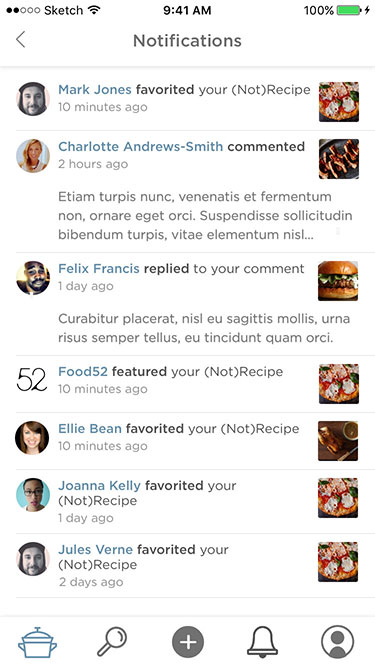 Sketch 9:41 AM 100%
Notifications
Mark Jones favorited your (Not)Recipe
10 minutes ago
Charlotte Andrews-Smith commented
2 hours ago
Etiam turpis nunc, venenatis et fermentum
non, ornare eget orci. Suspendisse sollicitudin
bibendum turpis, vitae elementum nisl...
Felix Francis replied to your comment
1 day ago
Curabitur placerat, nisl eu sagittis mollis, urna
risus semper tellus, eu tincidunt quam orci.
52
Food52 featured your (Not)Recipe
10 minutes ago
Ellie Bean favorited your (Not)Recipe
10 minutes ago
Joanna Kelly favorited your
(Not)Recipe
1 day ago
Jules Verne favorited your
(Not)Recipe
2 days ago